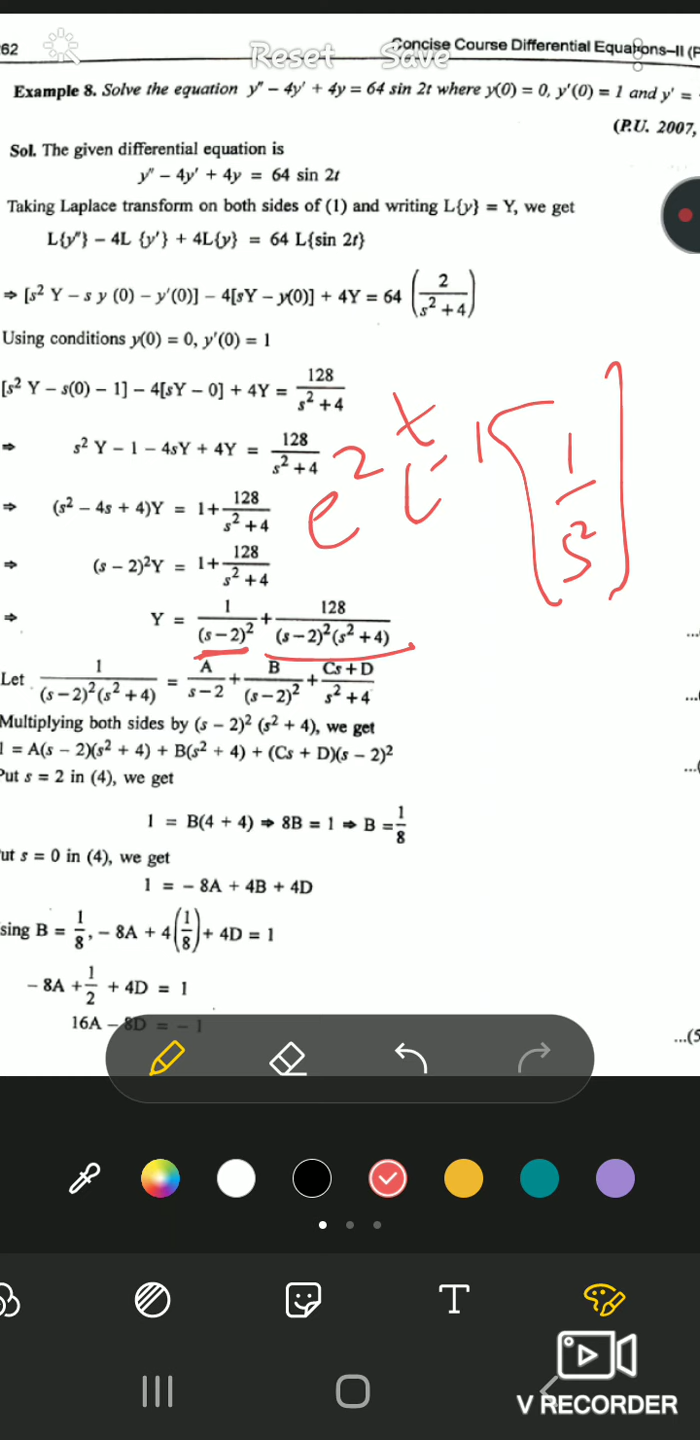 262
Concise Course Differential Equations–II (P
Reset Save
Example 8. Solve the equation y″ − 4y′ + 4y = 64 sin 2t where y(0) = 0, y′(0) = 1 and y′ =
(P.U. 2007,
Sol. The given differential equation is
y″ − 4y′ + 4y = 64 sin 2t
Taking Laplace transform on both sides of (1) and writing L{y} = Y, we get
L{y″} − 4L {y′} + 4L{y} = 64 L{sin 2t}
⇒ [s² Y − s y (0) − y′(0)] − 4[sY − y(0)] + 4Y = 64 (2/(s² + 4))
Using conditions y(0) = 0, y′(0) = 1
[s² Y − s(0) − 1] − 4[sY − 0] + 4Y = 128/(s² + 4)
⇒ s² Y − 1 − 4sY + 4Y = 128/(s² + 4)
e^2t L^-1 [1/s²]
⇒ (s² − 4s + 4)Y = 1 + 128/(s² + 4)
⇒ (s − 2)²Y = 1 + 128/(s² + 4)
⇒ Y = 1/(s − 2)² + 128/((s − 2)²(s² + 4)) ...(
Let 1/((s − 2)²(s² + 4)) = A/(s − 2) + B/(s − 2)² + (Cs + D)/(s² + 4) ...(
Multiplying both sides by (s − 2)² (s² + 4), we get
1 = A(s − 2)(s² + 4) + B(s² + 4) + (Cs + D)(s − 2)² ...(
Put s = 2 in (4), we get
1 = B(4 + 4) ⇒ 8B = 1 ⇒ B = 1/8
ut s = 0 in (4), we get
1 = − 8A + 4B + 4D
sing B = 1/8, − 8A + 4(1/8) + 4D = 1
− 8A + 1/2 + 4D = 1
16A − 8D = − 1 ...(5
T
V RECORDER